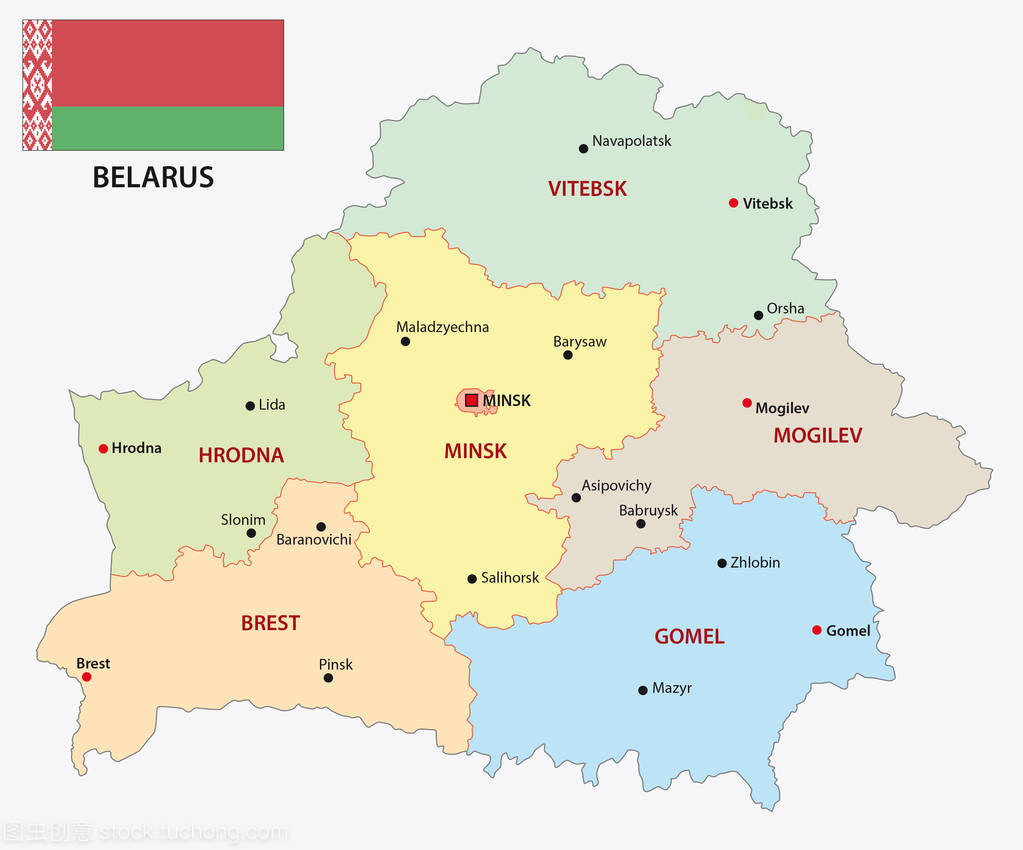 BELARUS
Navapolatsk
VITEBSK
Vitebsk
Orsha
Maladzyechna
Barysaw
MINSK
Lida
Mogilev
Hrodna
HRODNA
MINSK
MOGILEV
Asipovichy
Slonim
Babruysk
Baranovichi
Zhlobin
Salihorsk
BREST
GOMEL
Gomel
Brest
Pinsk
Mazyr
图虫创意 stock.tuchong.com